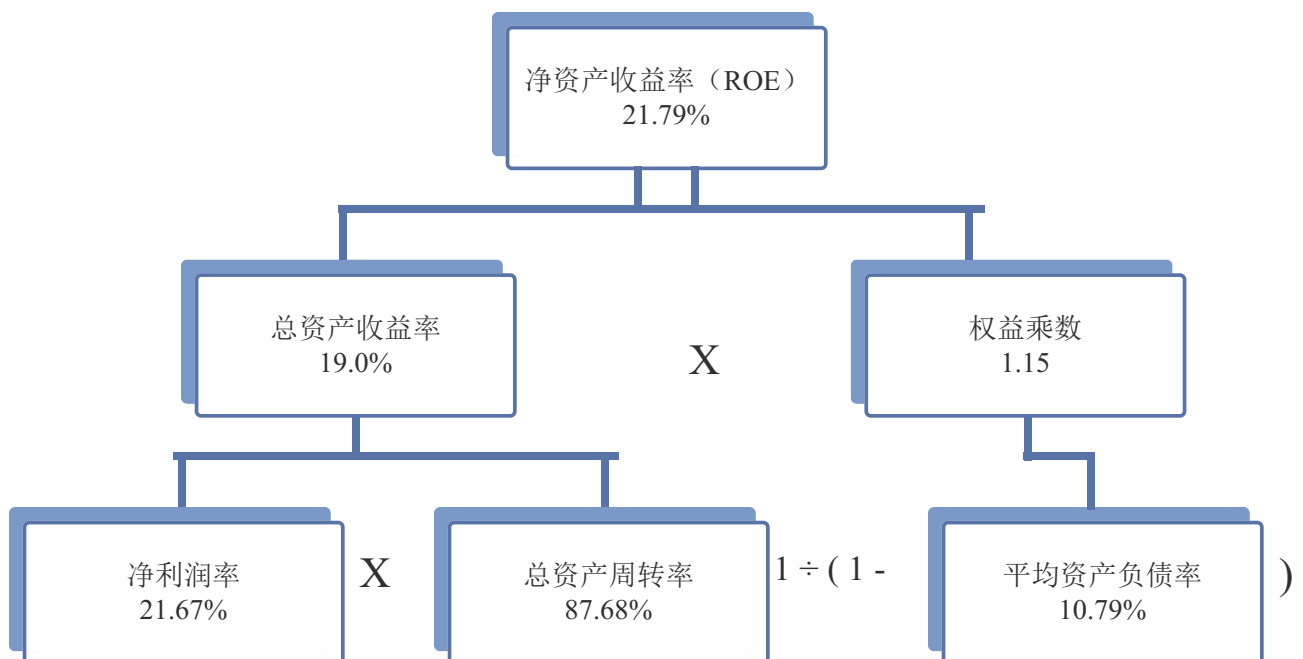 净资产收益率（ROE）
21.79%
总资产收益率
19.0%
X
权益乘数
1.15
净利润率
21.67%
X
总资产周转率
87.68%
1 ÷ ( 1 -
平均资产负债率
10.79%
)